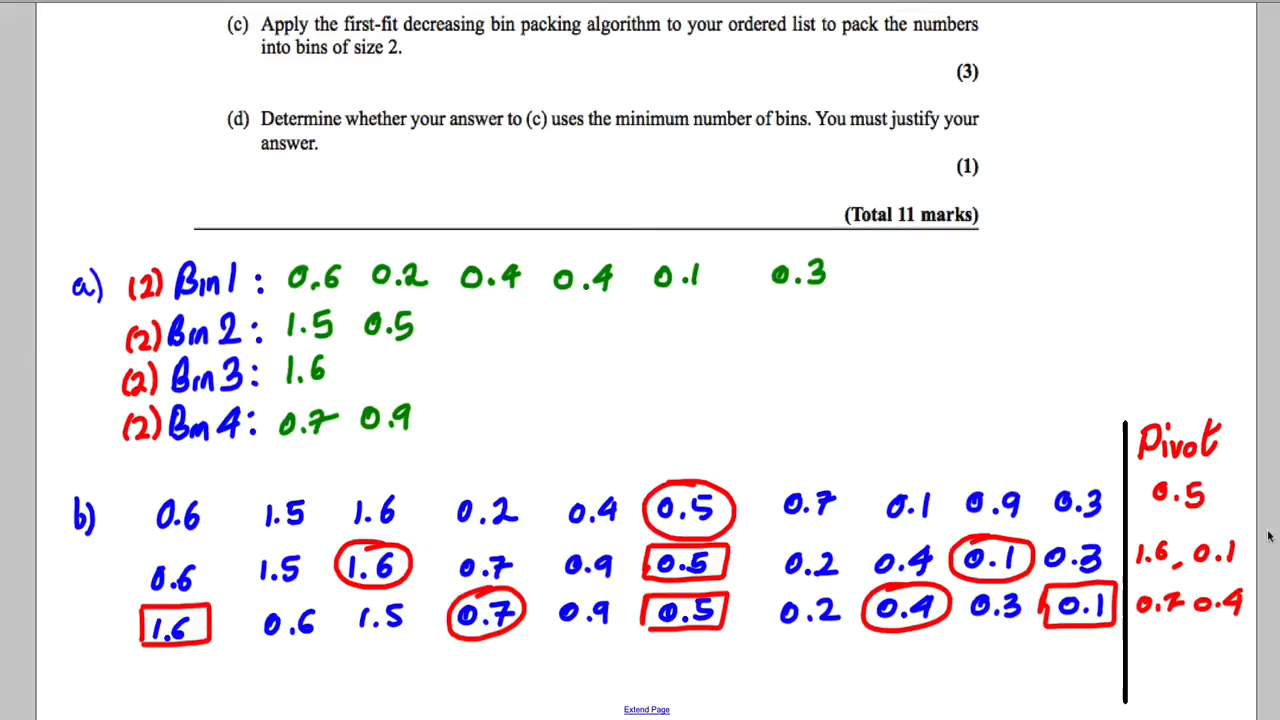 (c) Apply the first-fit decreasing bin packing algorithm to your ordered list to pack the numbers
into bins of size 2.
(3)
(d) Determine whether your answer to (c) uses the minimum number of bins. You must justify your
answer.
(1)
(Total 11 marks)
a) (2) Bin 1 : 0.6 0.2 0.4 0.4 0.1 0.3
(2) Bin 2 : 1.5 0.5
(2) Bin 3 : 1.6
(2) Bin 4 : 0.7 0.9
Pivot
b) 0.6 1.5 1.6 0.2 0.4 0.5 0.7 0.1 0.9 0.3 0.5
0.6 1.5 1.6 0.7 0.9 0.5 0.2 0.4 0.1 0.3 1.6, 0.1
1.6 0.6 1.5 0.7 0.9 0.5 0.2 0.4 0.3 0.1 0.7 0.4
Extend Page